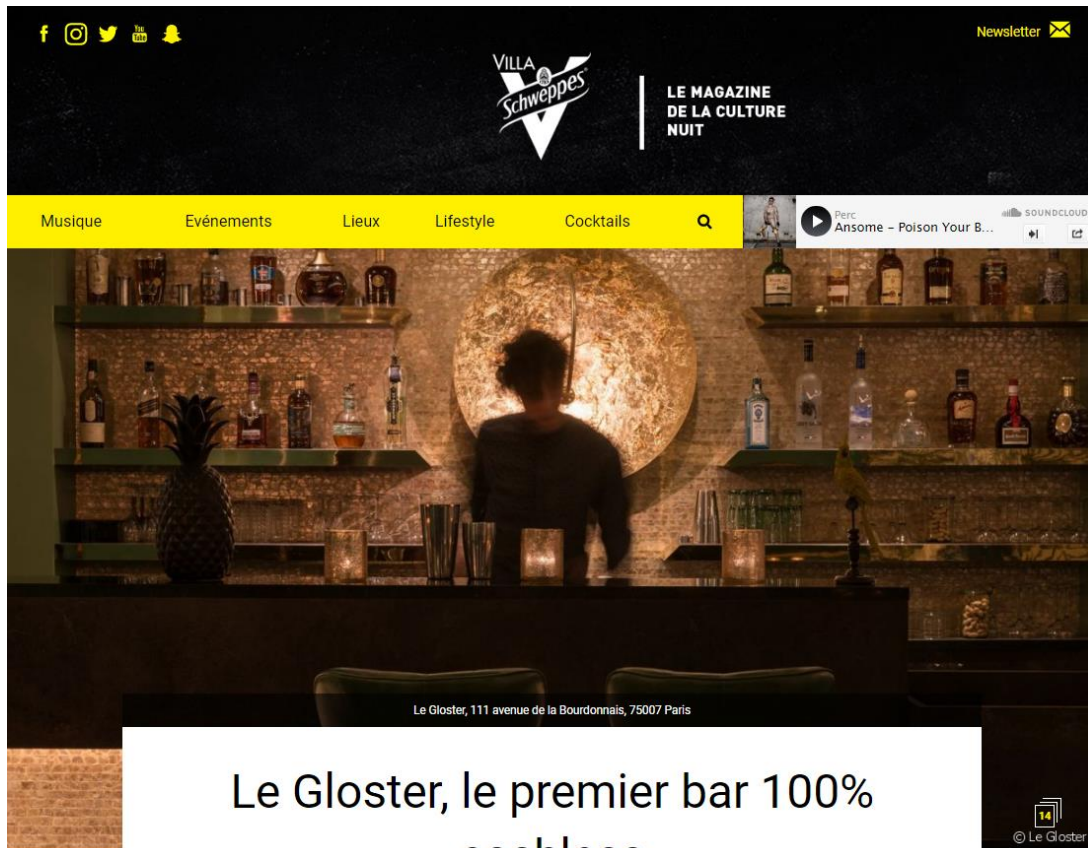 Newsletter
VILLA
Schweppes
LE MAGAZINE
DE LA CULTURE
NUIT
Musique
Evénements
Lieux
Lifestyle
Cocktails
Perc
Ansome – Poison Your B...
SOUNDCLOUD
Le Gloster, 111 avenue de la Bourdonnais, 75007 Paris
Le Gloster, le premier bar 100%
14
© Le Gloster